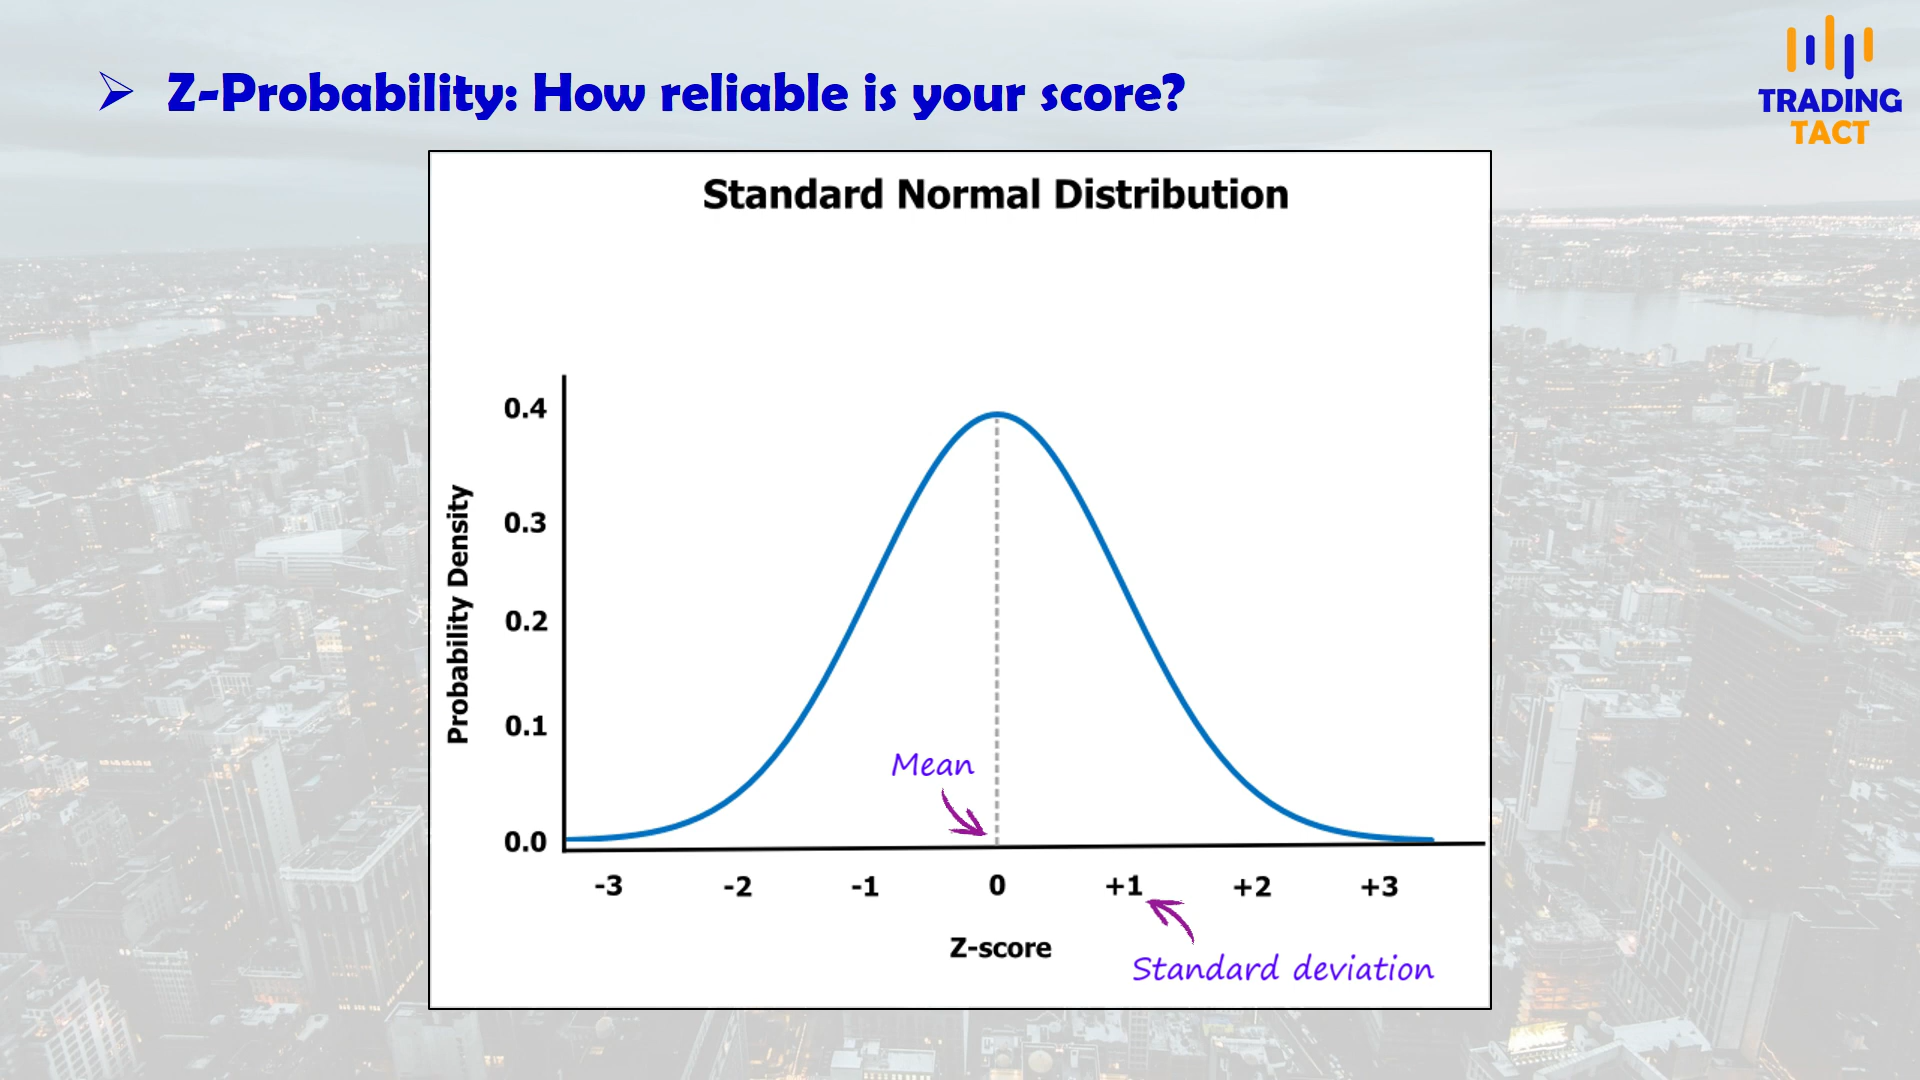 Z-Probability: How reliable is your score?
TRADING
TACT
Standard Normal Distribution
Probability Density
0.4
0.3
0.2
0.1
0.0
Mean
-3 -2 -1 0 +1 +2 +3
Z-score
Standard deviation